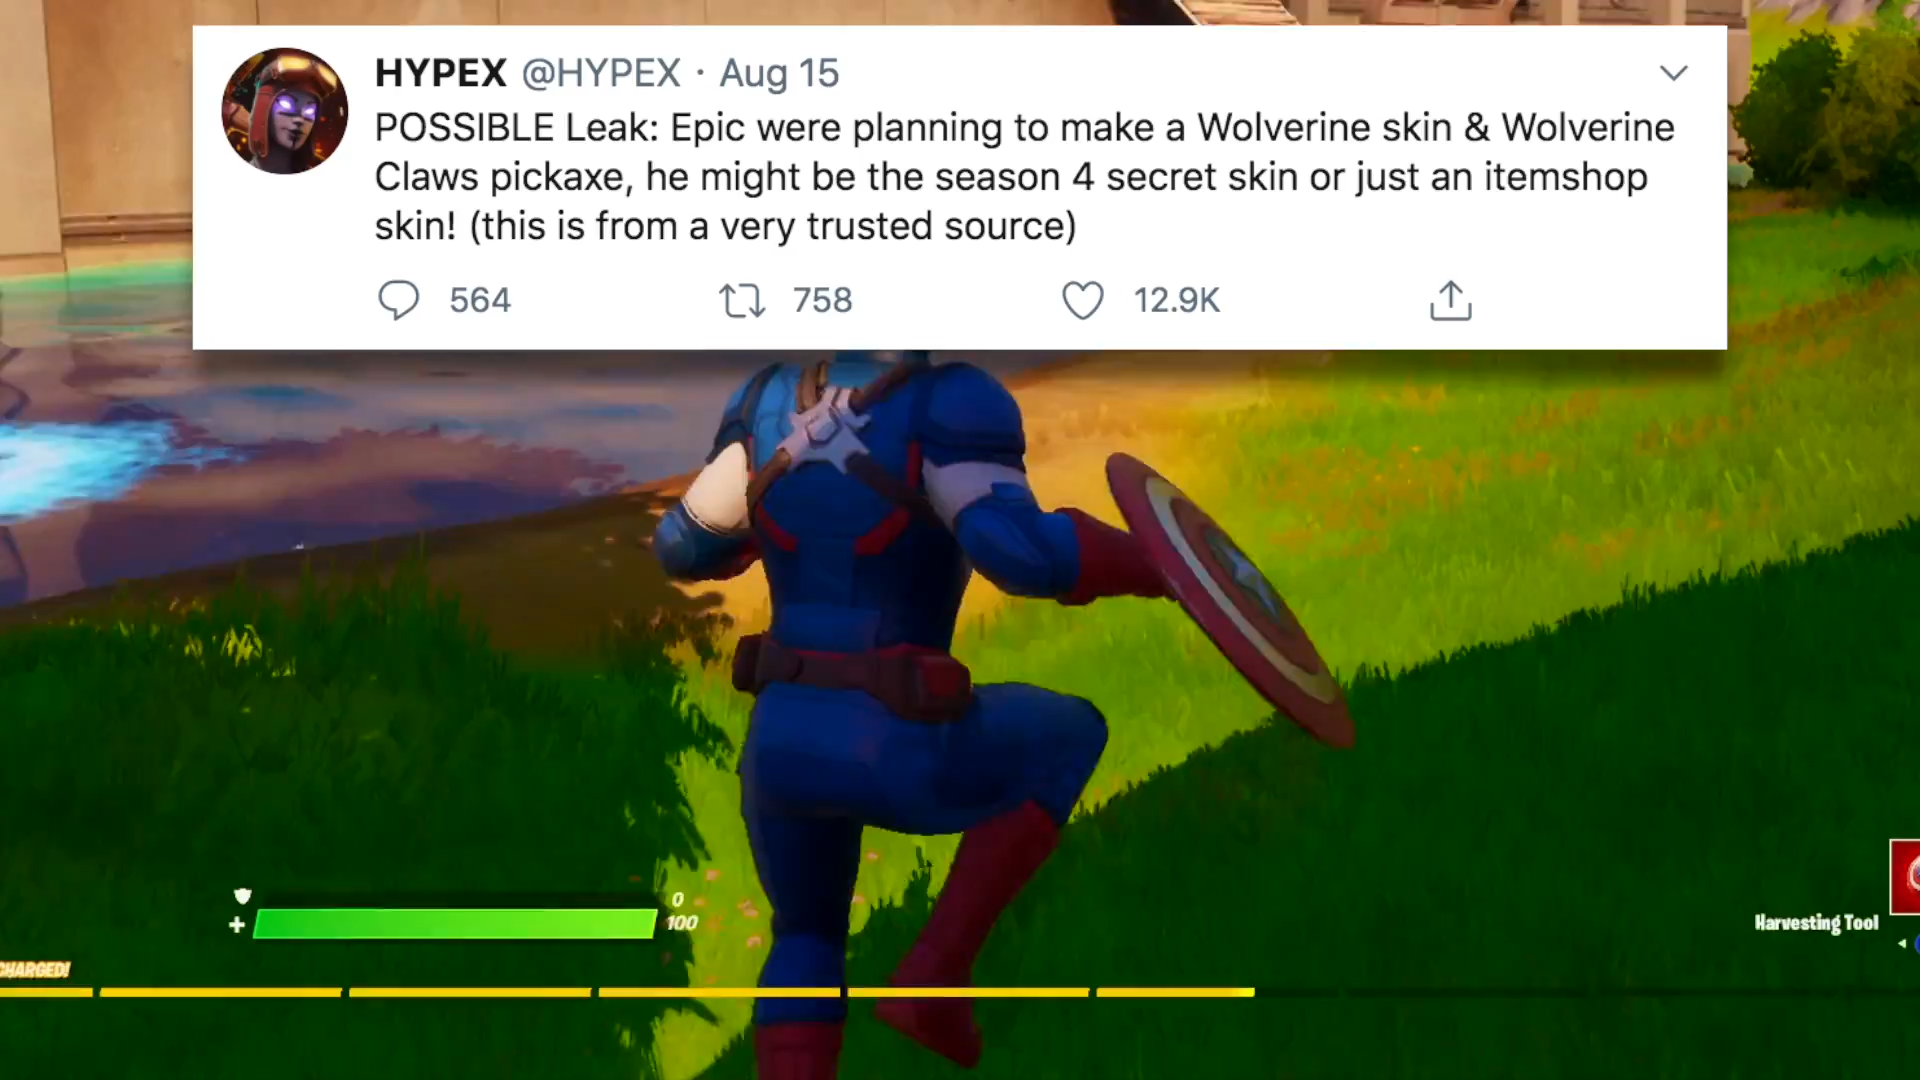 HYPEX @HYPEX · Aug 15
POSSIBLE Leak: Epic were planning to make a Wolverine skin & Wolverine
Claws pickaxe, he might be the season 4 secret skin or just an itemshop
skin! (this is from a very trusted source)
564 758 12.9K
0
100
Harvesting Tool
CHARGED!